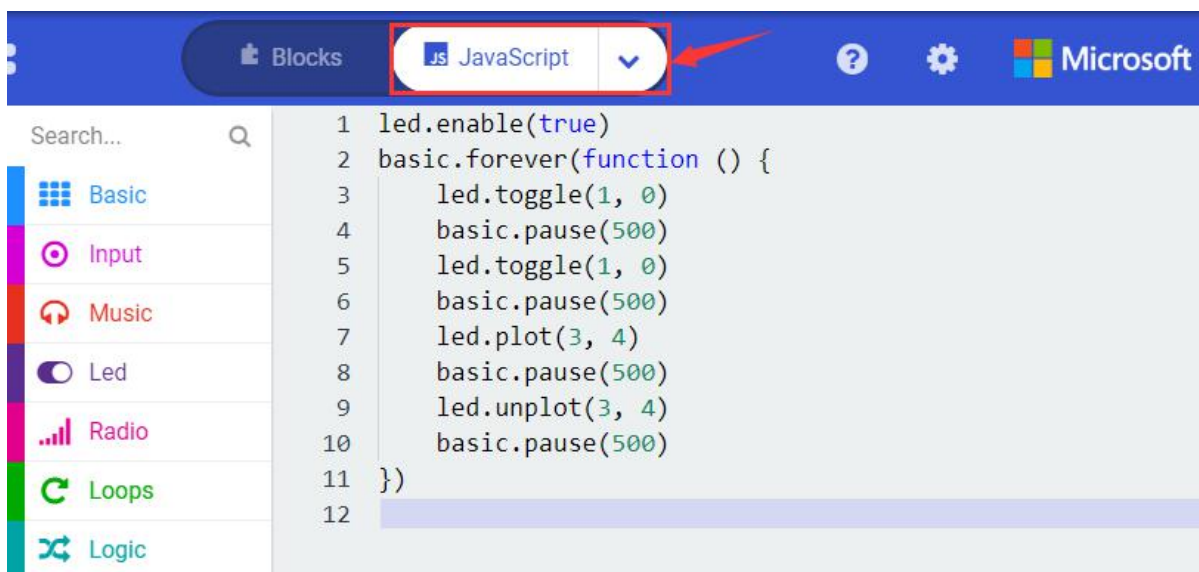 Blocks
JS JavaScript
?
Microsoft
Search...
Basic
Input
Music
Led
Radio
Loops
Logic
1 led.enable(true)
2 basic.forever(function () {
3     led.toggle(1, 0)
4     basic.pause(500)
5     led.toggle(1, 0)
6     basic.pause(500)
7     led.plot(3, 4)
8     basic.pause(500)
9     led.unplot(3, 4)
10     basic.pause(500)
11 })
12